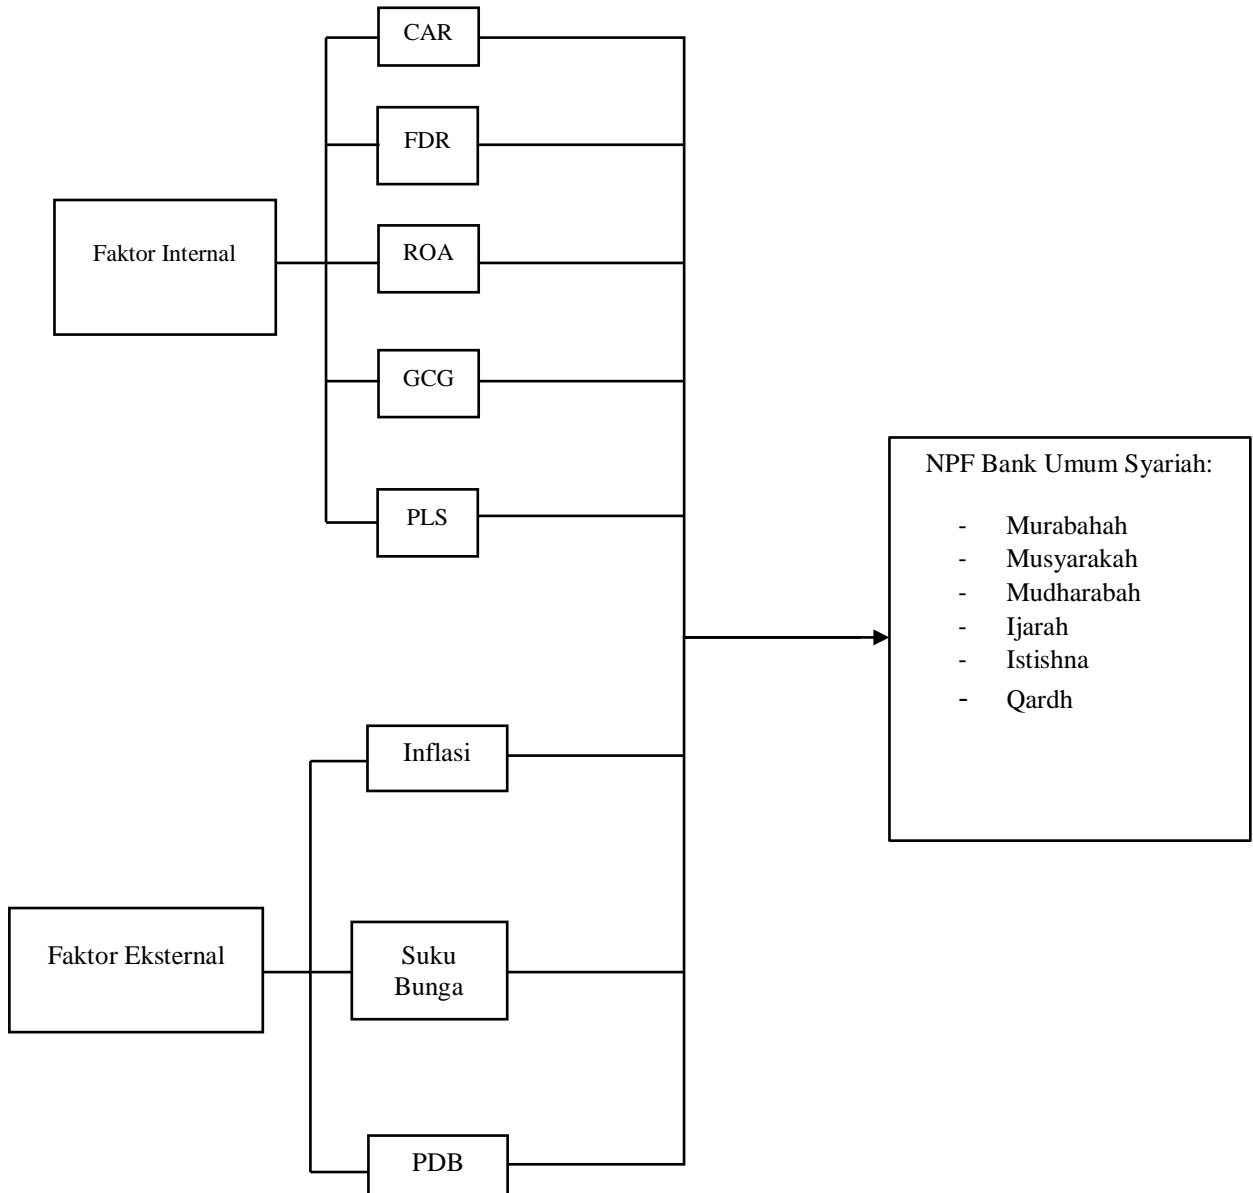 Faktor Internal
CAR
FDR
ROA
GCG
PLS
Faktor Eksternal
Inflasi
Suku
Bunga
PDB
NPF Bank Umum Syariah:
- Murabahah
- Musyarakah
- Mudharabah
- Ijarah
- Istishna
- Qardh